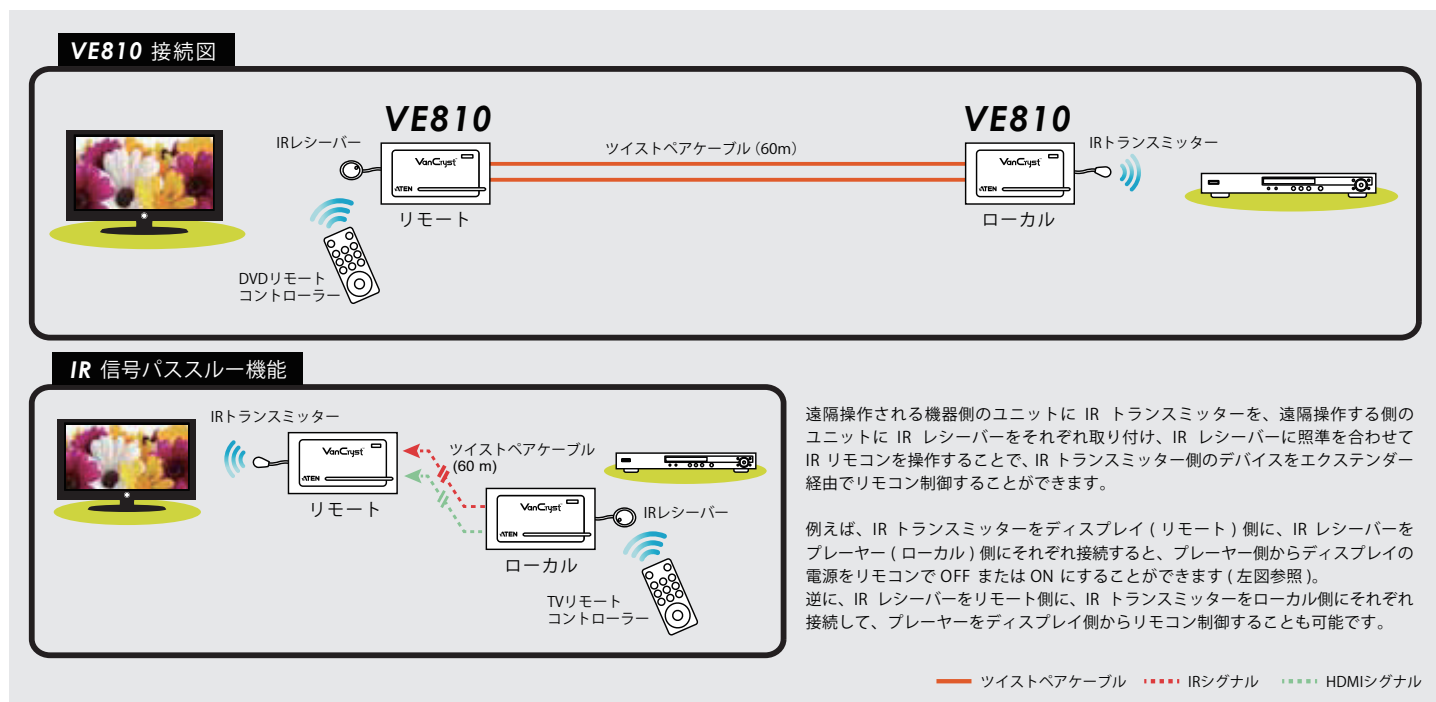 VE810 接続図
VE810
VE810
IRレシーバー
ツイストペアケーブル（60m）
IRトランスミッター
VanCryst
ATEN
VanCryst
ATEN
リモート
ローカル
DVDリモート
コントローラー
IR 信号パススルー機能
IRトランスミッター
VanCryst
ATEN
リモート
ツイストペアケーブル
(60 m)
VanCryst
ATEN
IRレシーバー
ローカル
TVリモート
コントローラー
遠隔操作される機器側のユニットに IR トランスミッターを、遠隔操作する側の
ユニットに IR レシーバーをそれぞれ取り付け、IR レシーバーに照準を合わせて
IR リモコンを操作することで、IR トランスミッター側のデバイスをエクステンダー
経由でリモコン制御することができます。
例えば、IR トランスミッターをディスプレイ ( リモート ) 側に、IR レシーバーを
プレーヤー ( ローカル ) 側にそれぞれ接続すると、プレーヤー側からディスプレイの
電源をリモコンで OFF または ON にすることができます ( 左図参照 )。
逆に、IR レシーバーをリモート側に、IR トランスミッターをローカル側にそれぞれ
接続して、プレーヤーをディスプレイ側からリモコン制御することも可能です。
ツイストペアケーブル IRシグナル HDMIシグナル